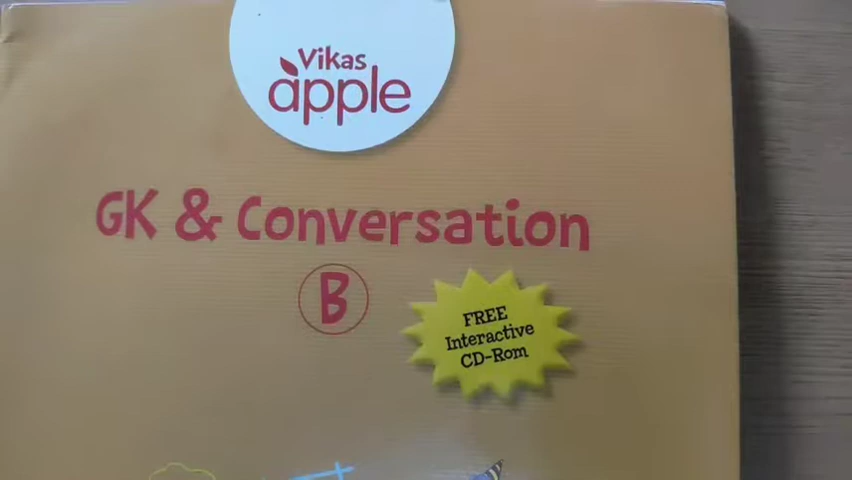 Vikas
apple
GK & Conversation
B
FREE
Interactive
CD-Rom